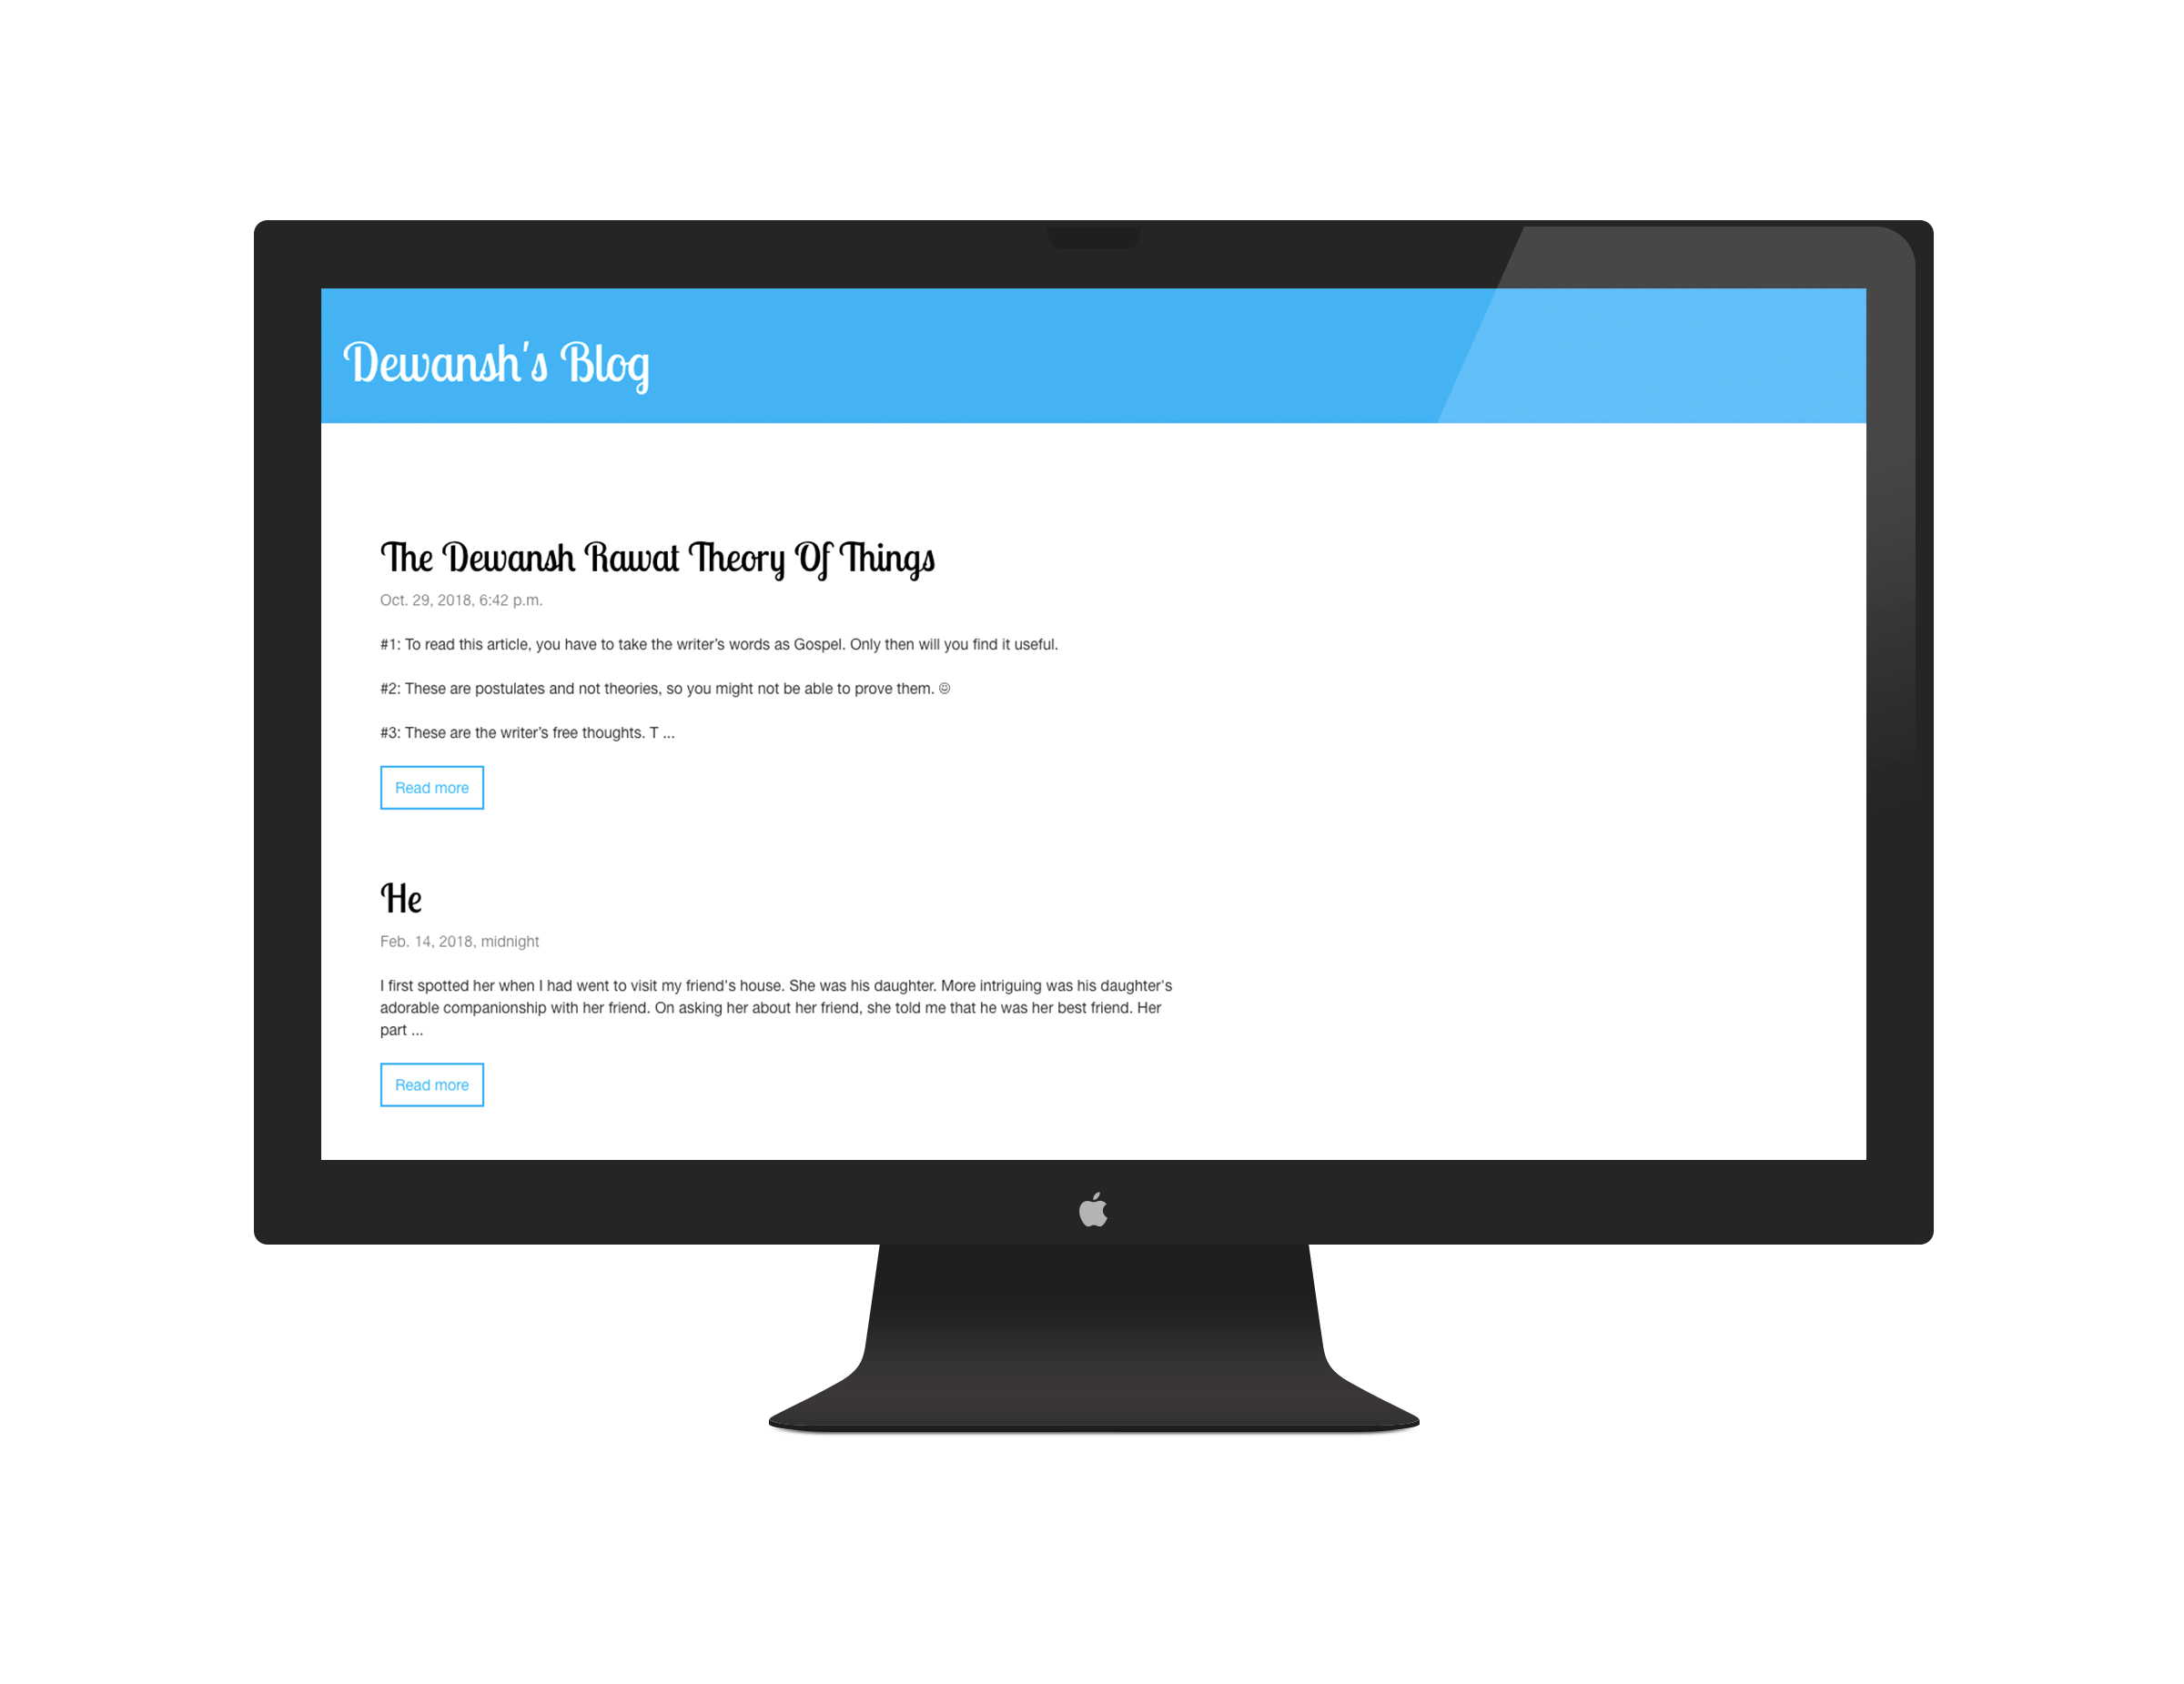 Dewansh's Blog
The Dewansh Rawat Theory Of Things
Oct. 29, 2018, 6:42 p.m.
#1: To read this article, you have to take the writer’s words as Gospel. Only then will you find it useful.
#2: These are postulates and not theories, so you might not be able to prove them. ☺
#3: These are the writer’s free thoughts. T ...
Read more
He
Feb. 14, 2018, midnight
I first spotted her when I had went to visit my friend's house. She was his daughter. More intriguing was his daughter's
adorable companionship with her friend. On asking her about her friend, she told me that he was her best friend. Her
part ...
Read more